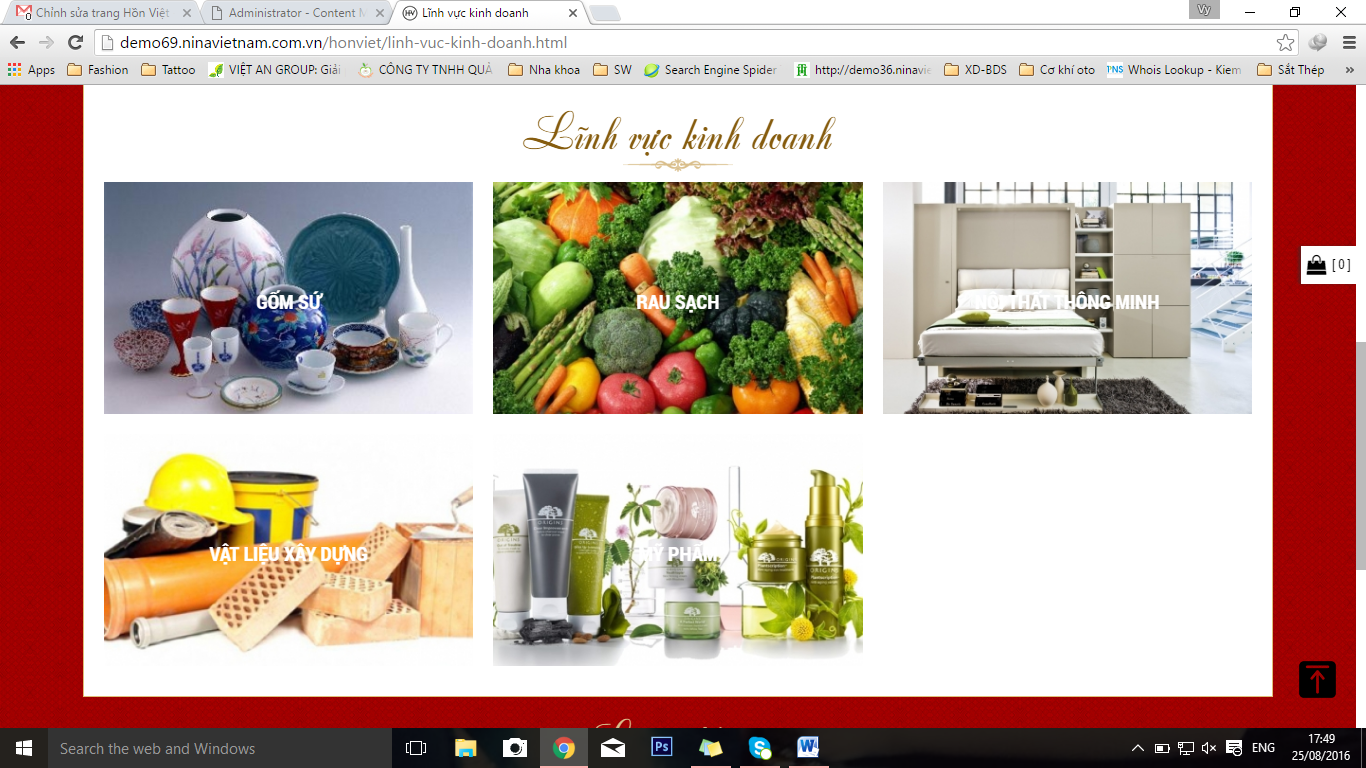 Chỉnh sửa trang Hồn Việt
Administrator - Content M
Lĩnh vực kinh doanh
Vy
demo69.ninavietnam.com.vn/honviet/linh-vuc-kinh-doanh.html
Apps Fashion Tattoo VIỆT AN GROUP: Giải CÔNG TY TNHH QUẢ Nha khoa SW Search Engine Spider http://demo36.ninavie XD-BDS Cơ khí oto Whois Lookup - Kiem Sắt Thép »
Lĩnh vực kinh doanh
GỐM SỨ
RAU SẠCH
NỘI THẤT THÔNG MINH
[0]
VẬT LIỆU XÂY DỰNG
MỸ PHẨM
ORIGINS
Search the web and Windows
ENG
17:49
25/08/2016